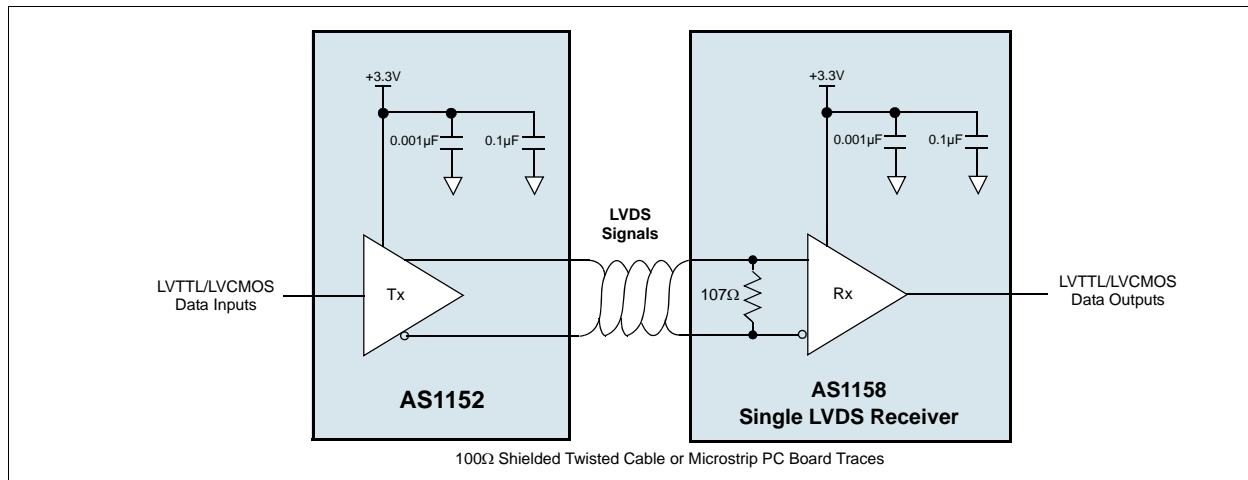 +3.3V
0.001µF
0.1µF
LVTTL/LVCMOS
Data Inputs
Tx
AS1152
LVDS
Signals
+3.3V
0.001µF
0.1µF
107Ω
Rx
LVTTL/LVCMOS
Data Outputs
AS1158
Single LVDS Receiver
100Ω Shielded Twisted Cable or Microstrip PC Board Traces